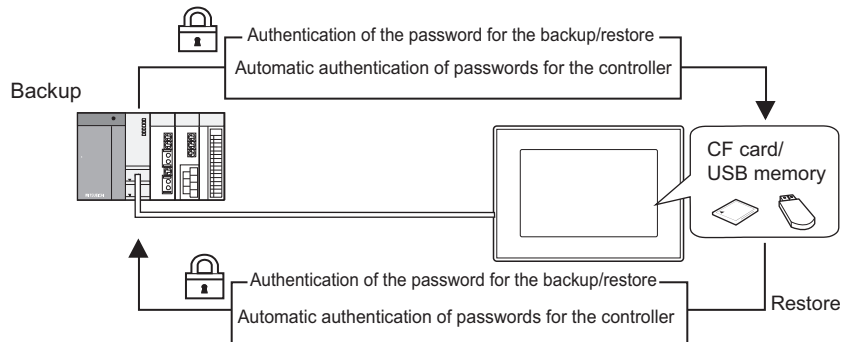 Authentication of the password for the backup/restore
Automatic authentication of passwords for the controller
Backup
CF card/
USB memory
Authentication of the password for the backup/restore
Automatic authentication of passwords for the controller
Restore